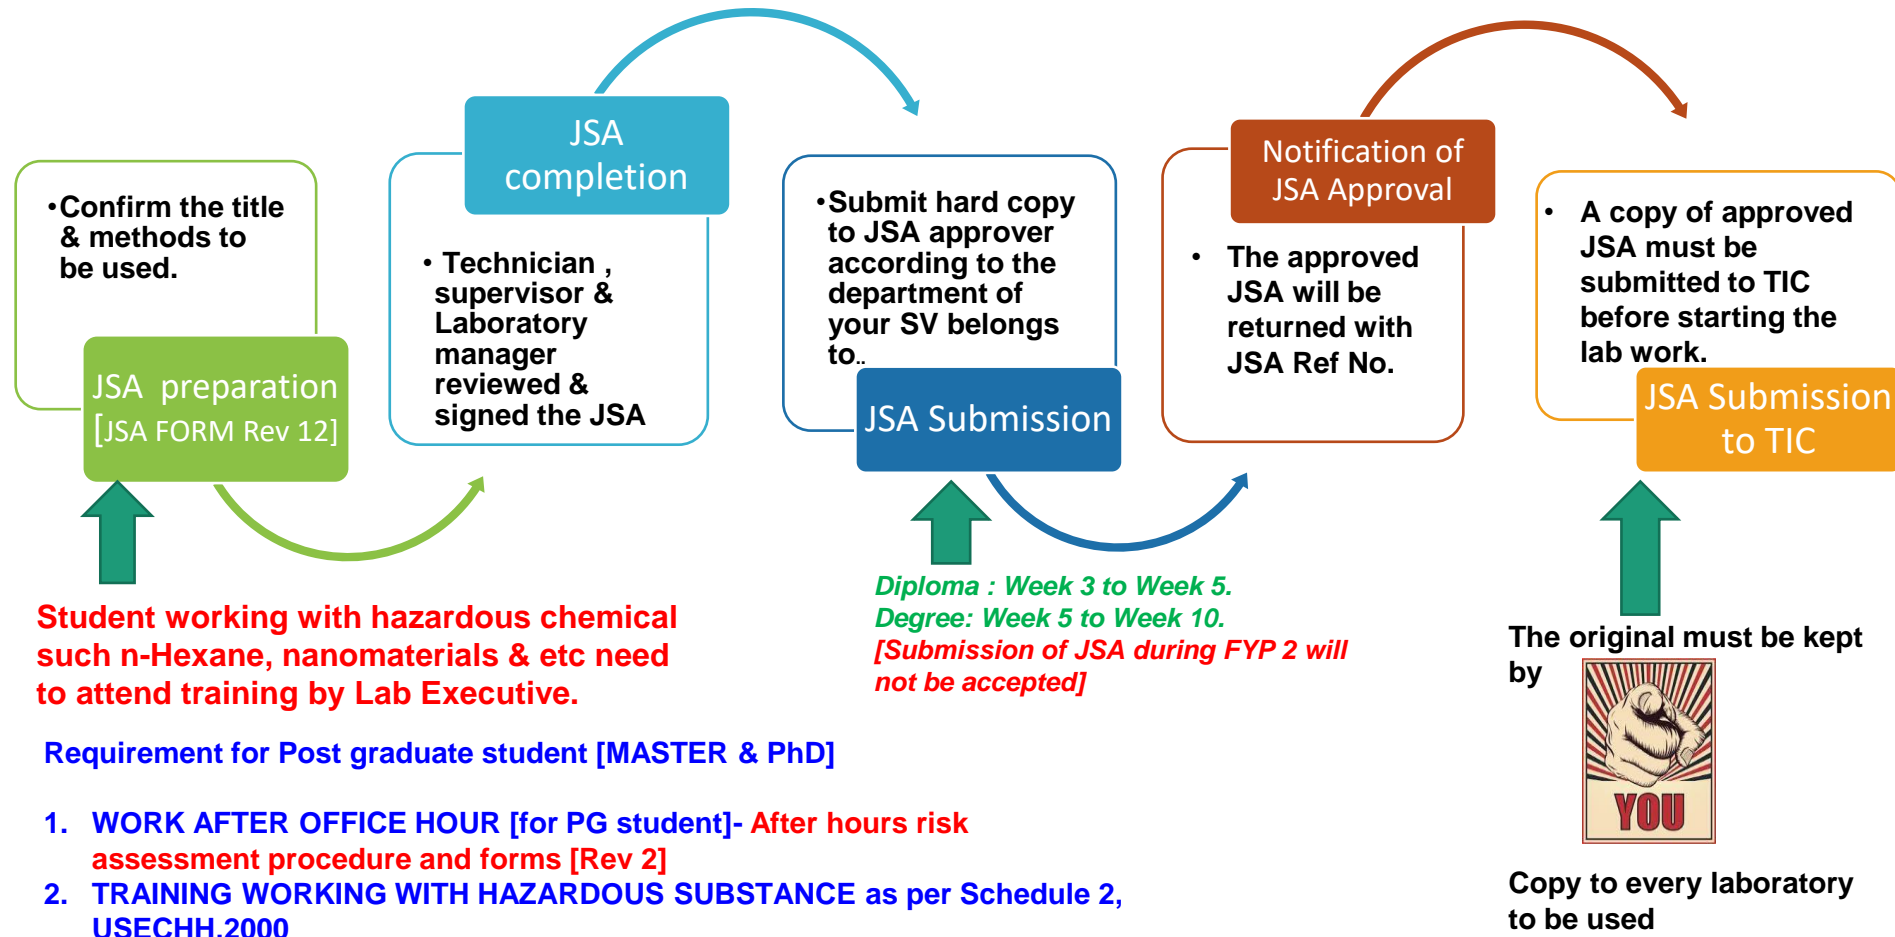 •Confirm the title
& methods to
be used.
JSA preparation
[JSA FORM Rev 12]
JSA
completion
• Technician ,
supervisor &
Laboratory
manager
reviewed &
signed the JSA
•Submit hard copy
to JSA approver
according to the
department of
your SV belongs
to..
JSA Submission
Notification of
JSA Approval
• The approved
JSA will be
returned with
JSA Ref No.
• A copy of approved
JSA must be
submitted to TIC
before starting the
lab work.
JSA Submission
to TIC
Student working with hazardous chemical
such n-Hexane, nanomaterials & etc need
to attend training by Lab Executive.
Diploma : Week 3 to Week 5.
Degree: Week 5 to Week 10.
[Submission of JSA during FYP 2 will
not be accepted]
The original must be kept
by
YOU
Copy to every laboratory
to be used
Requirement for Post graduate student [MASTER & PhD]
1. WORK AFTER OFFICE HOUR [for PG student]- After hours risk
assessment procedure and forms [Rev 2]
2. TRAINING WORKING WITH HAZARDOUS SUBSTANCE as per Schedule 2,
USECHH,2000